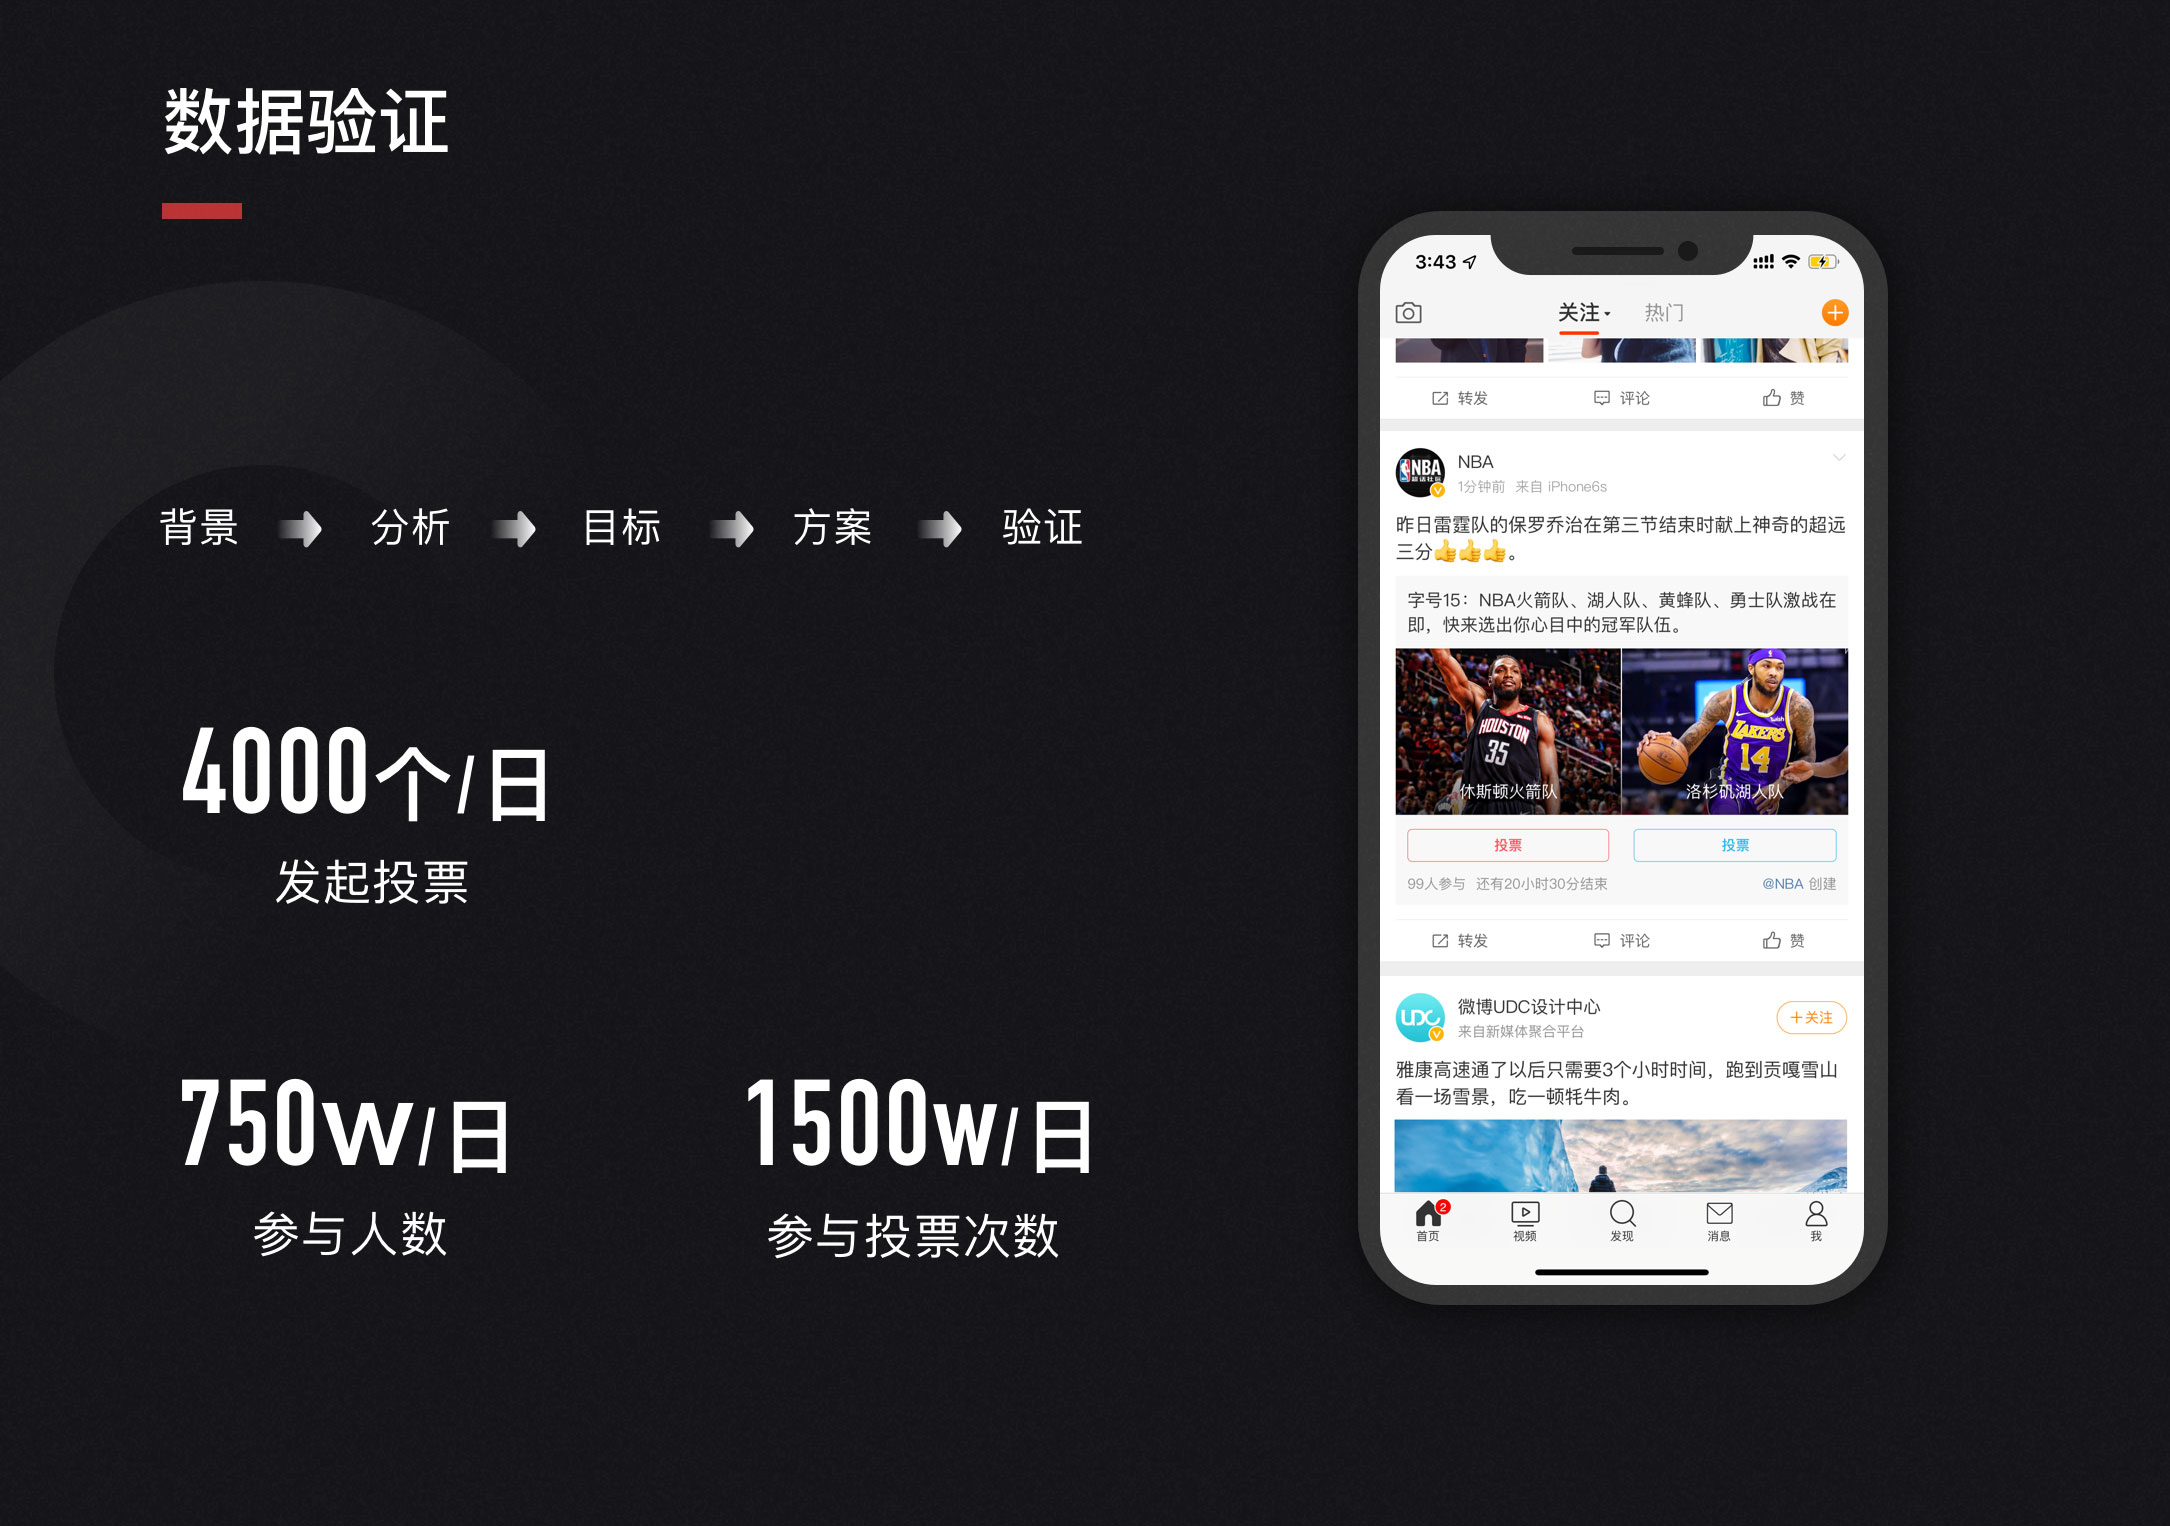 数据验证
背景 分析 目标 方案 验证
4000个/日
发起投票
750W/日
参与人数
1500W/日
参与投票次数
3:43
关注 热门
转发 评论 赞
NBA
NBA
1分钟前 来自 iPhone6s
昨日雷霆队的保罗乔治在第三节结束时献上神奇的超远
三分👍👍👍。
字号15：NBA火箭队、湖人队、黄蜂队、勇士队激战在
即，快来选出你心目中的冠军队伍。
HOUSTON
35
LAKERS
14
休斯顿火箭队 洛杉矶湖人队
投票 投票
99人参与 还有20小时30分结束 @NBA 创建
转发 评论 赞
UDC
微博UDC设计中心
来自新媒体聚合平台
+关注
雅康高速通了以后只需要3个小时时间，跑到贡嘎雪山
看一场雪景，吃一顿牦牛肉。
2
首页 视频 发现 消息 我